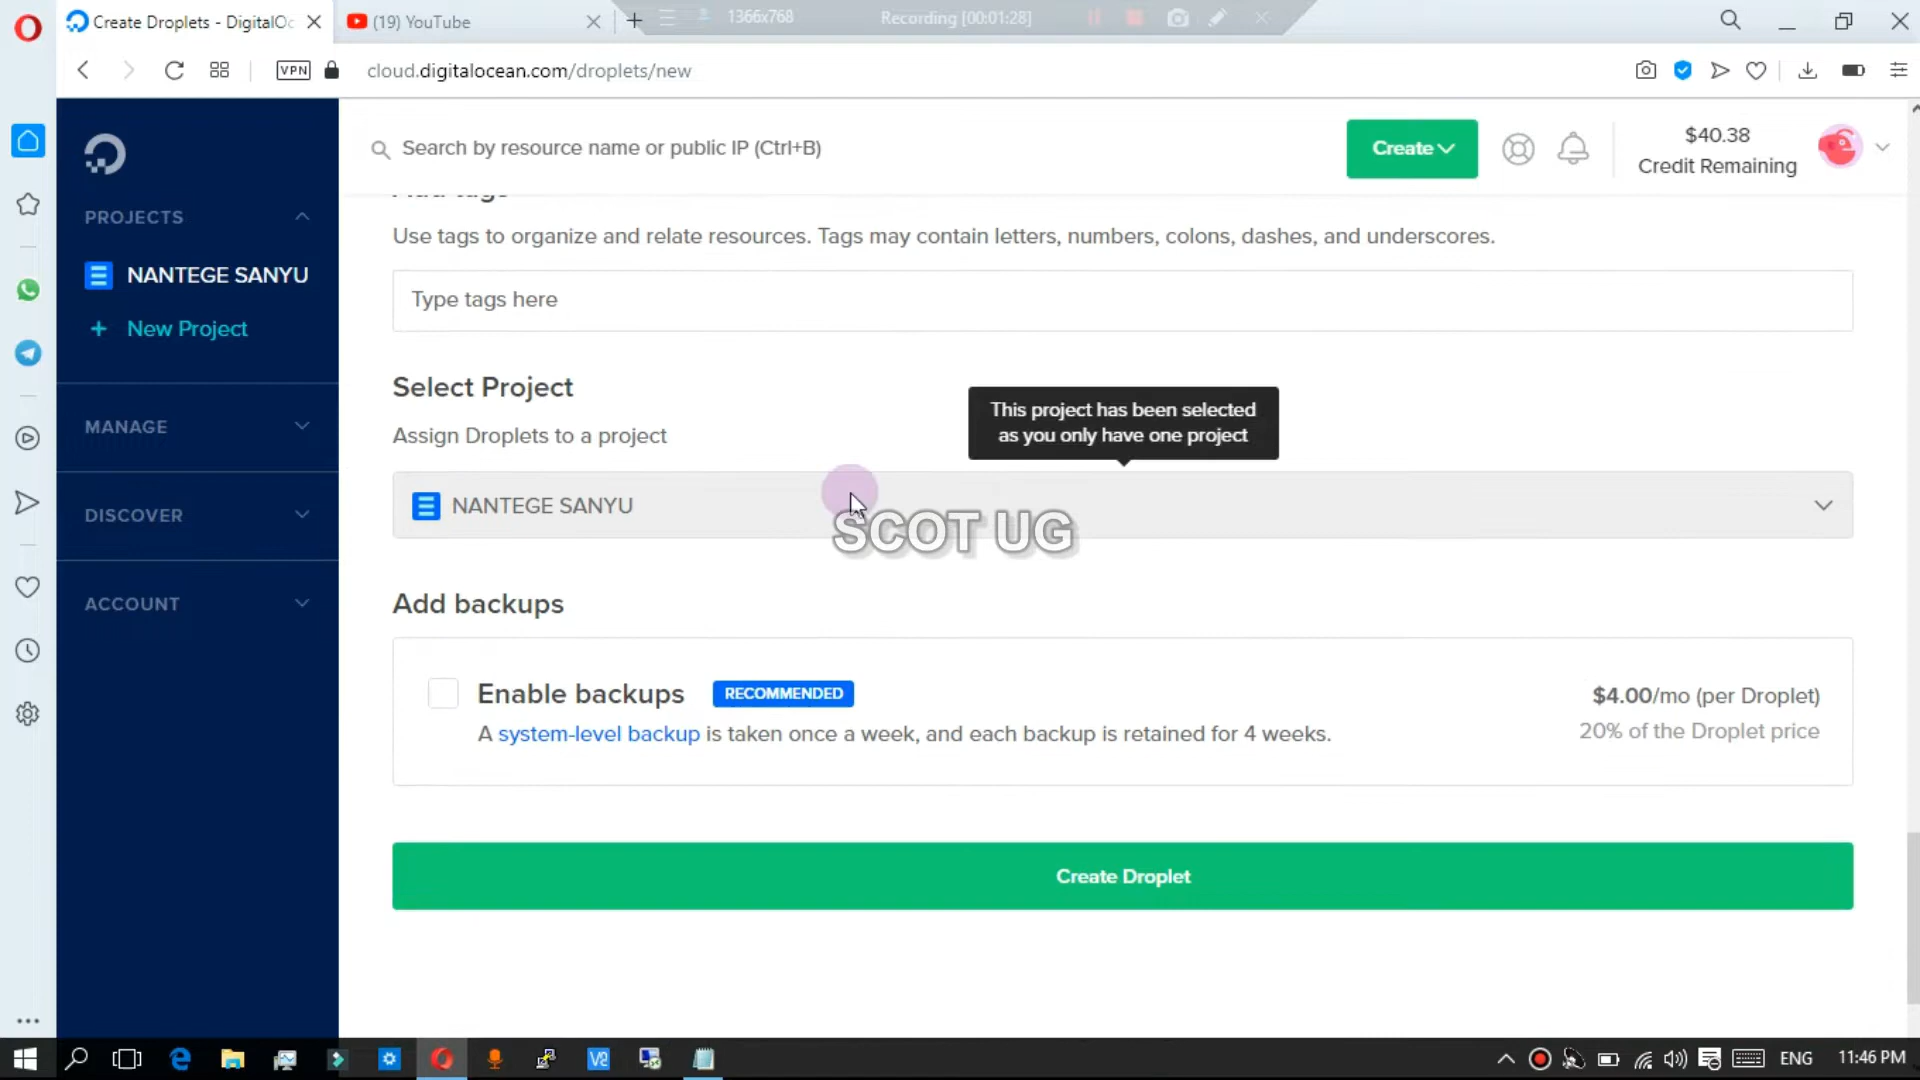 Create Droplets - DigitalOc
(19) YouTube
1366x768
Recording [00:01:28]
VPN
cloud.digitalocean.com/droplets/new
Search by resource name or public IP (Ctrl+B)
Create
$40.38
Credit Remaining
PROJECTS
NANTEGE SANYU
+ New Project
MANAGE
DISCOVER
ACCOUNT
Add tags
Use tags to organize and relate resources. Tags may contain letters, numbers, colons, dashes, and underscores.
Type tags here
Select Project
Assign Droplets to a project
This project has been selected
as you only have one project
NANTEGE SANYU
SCOT UG
Add backups
Enable backups
RECOMMENDED
$4.00/mo (per Droplet)
A system-level backup is taken once a week, and each backup is retained for 4 weeks.
20% of the Droplet price
Create Droplet
V2
ENG
11:46 PM